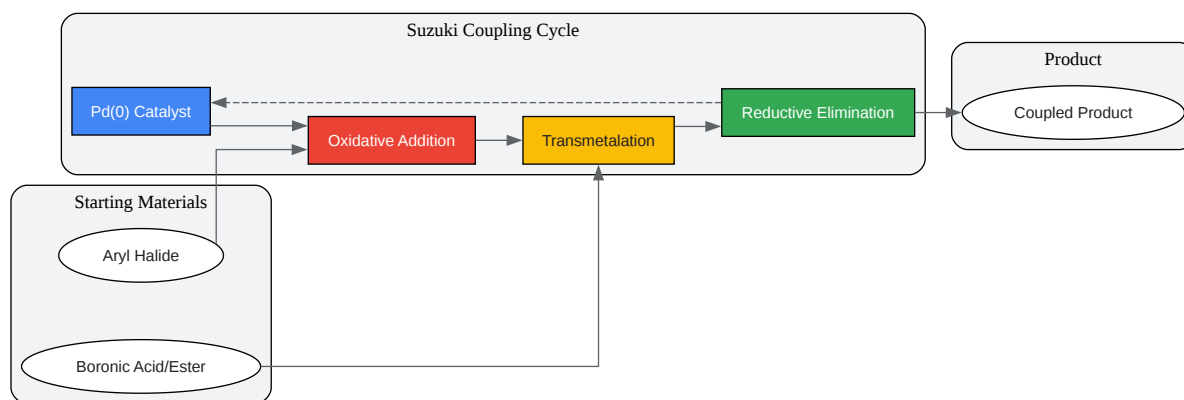 Suzuki Coupling Cycle
Product
Pd(0) Catalyst
Reductive Elimination
Coupled Product
Oxidative Addition
Transmetalation
Starting Materials
Aryl Halide
Boronic Acid/Ester